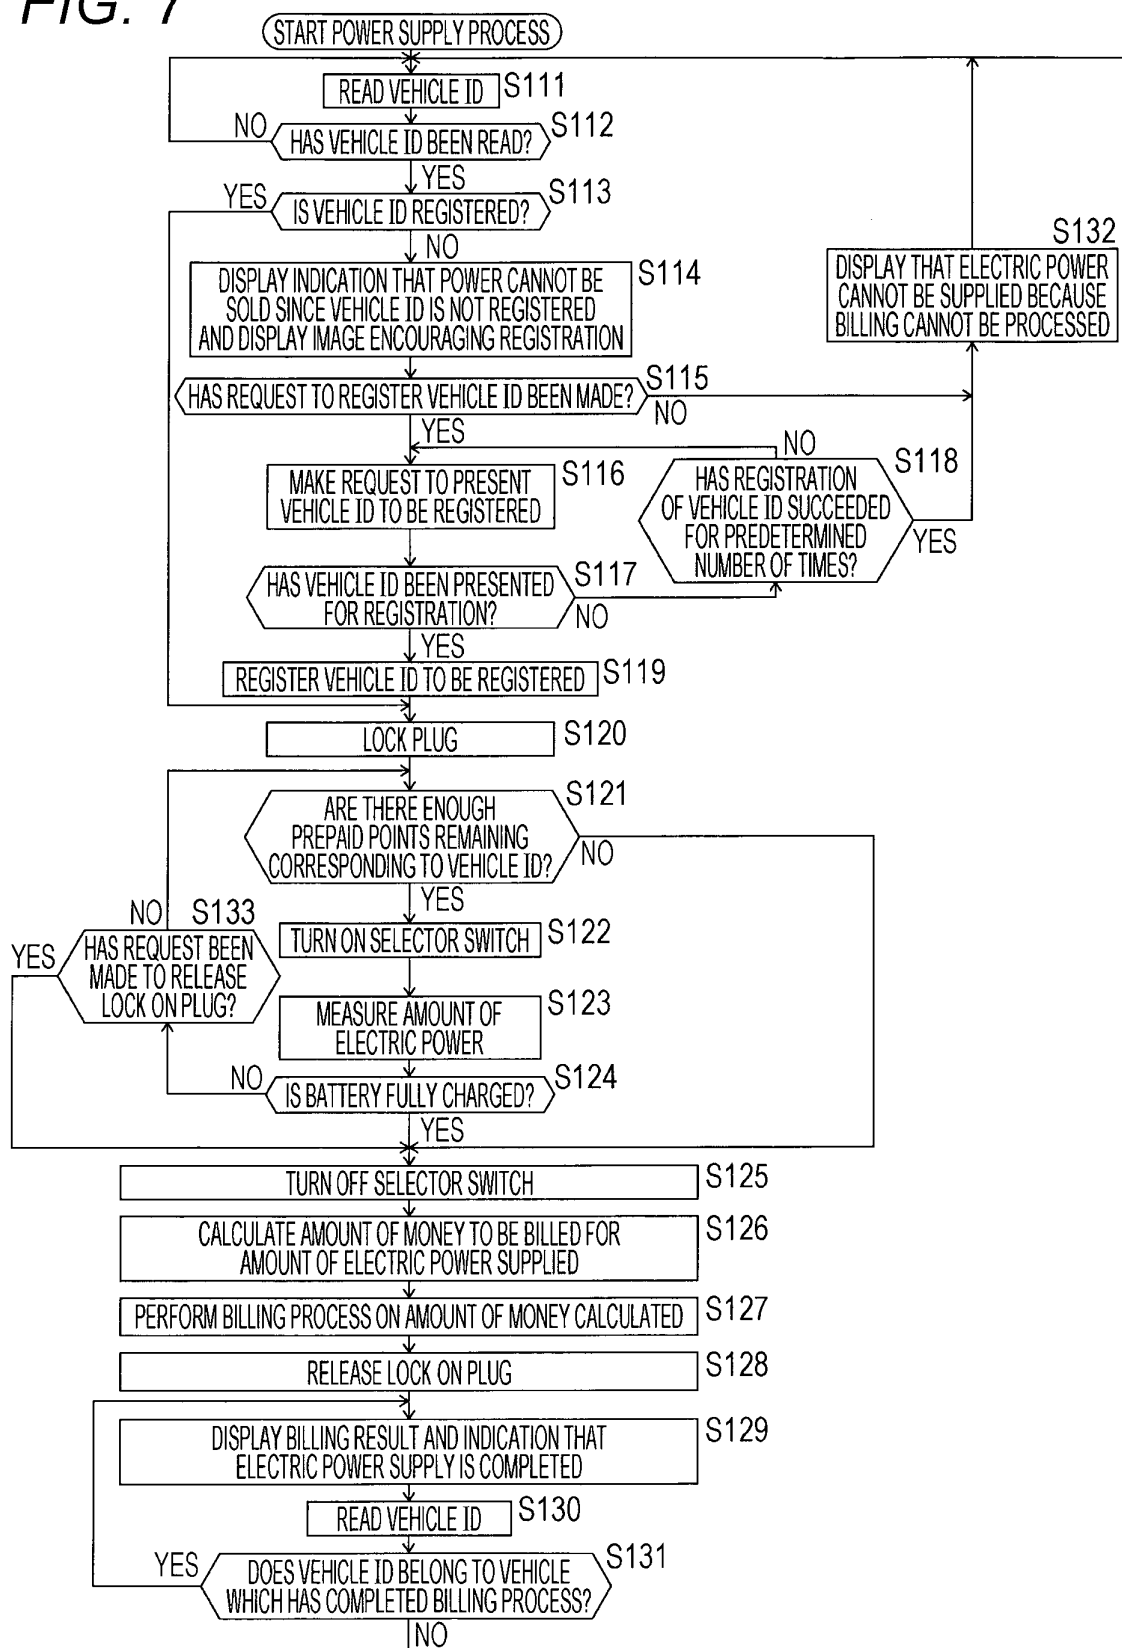 FIG. 7
START POWER SUPPLY PROCESS
READ VEHICLE ID
S111
NO
HAS VEHICLE ID BEEN READ?
S112
YES
YES
IS VEHICLE ID REGISTERED?
S113
NO
DISPLAY INDICATION THAT POWER CANNOT BE
SOLD SINCE VEHICLE ID IS NOT REGISTERED
AND DISPLAY IMAGE ENCOURAGING REGISTRATION
S114
S132
DISPLAY THAT ELECTRIC POWER
CANNOT BE SUPPLIED BECAUSE
BILLING CANNOT BE PROCESSED
HAS REQUEST TO REGISTER VEHICLE ID BEEN MADE?
S115
NO
YES
MAKE REQUEST TO PRESENT
VEHICLE ID TO BE REGISTERED
S116
NO
HAS REGISTRATION
OF VEHICLE ID SUCCEEDED
FOR PREDETERMINED
NUMBER OF TIMES?
S118
YES
HAS VEHICLE ID BEEN PRESENTED
FOR REGISTRATION?
S117
NO
YES
REGISTER VEHICLE ID TO BE REGISTERED
S119
LOCK PLUG
S120
ARE THERE ENOUGH
PREPAID POINTS REMAINING
CORRESPONDING TO VEHICLE ID?
S121
NO
YES
TURN ON SELECTOR SWITCH
S122
NO
S133
YES
HAS REQUEST BEEN
MADE TO RELEASE
LOCK ON PLUG?
MEASURE AMOUNT OF
ELECTRIC POWER
S123
NO
IS BATTERY FULLY CHARGED?
S124
YES
TURN OFF SELECTOR SWITCH
S125
CALCULATE AMOUNT OF MONEY TO BE BILLED FOR
AMOUNT OF ELECTRIC POWER SUPPLIED
S126
PERFORM BILLING PROCESS ON AMOUNT OF MONEY CALCULATED
S127
RELEASE LOCK ON PLUG
S128
DISPLAY BILLING RESULT AND INDICATION THAT
ELECTRIC POWER SUPPLY IS COMPLETED
S129
READ VEHICLE ID
S130
YES
DOES VEHICLE ID BELONG TO VEHICLE
WHICH HAS COMPLETED BILLING PROCESS?
S131
NO